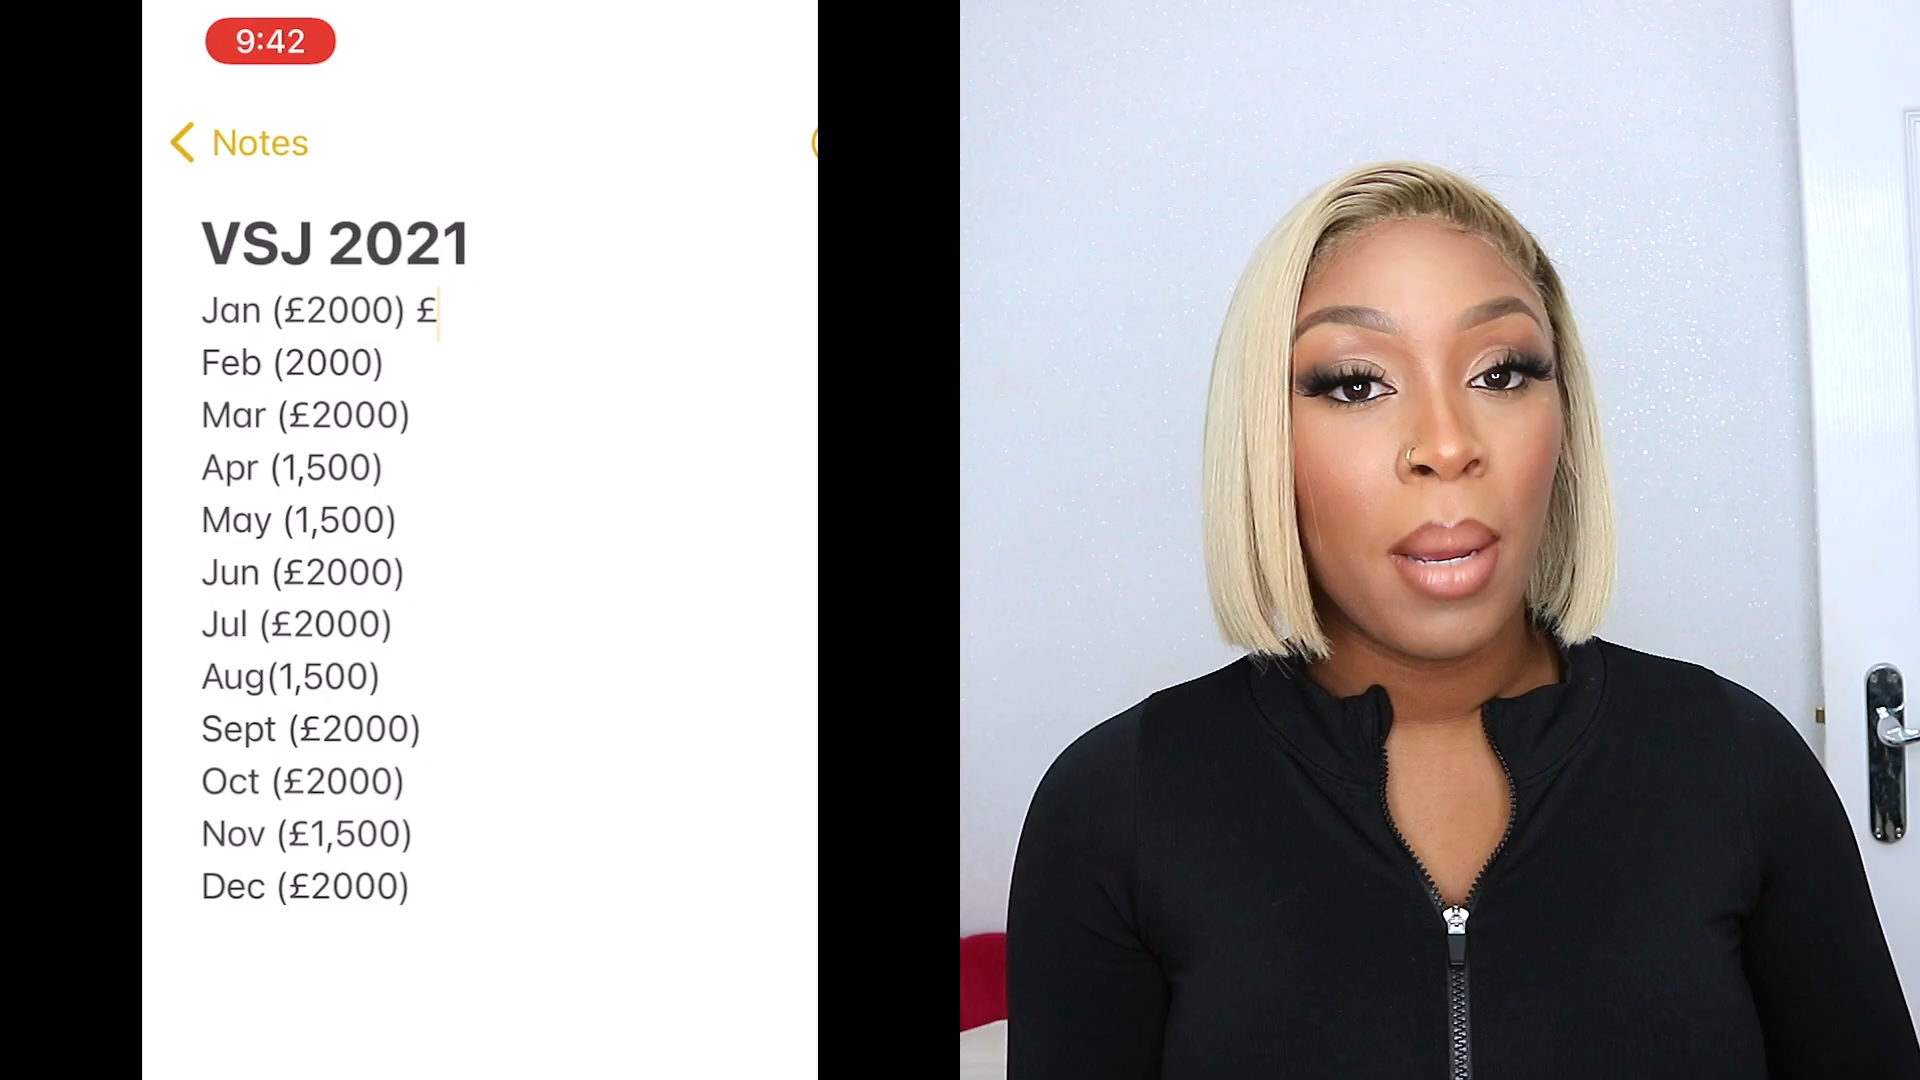 9:42
Notes
VSJ 2021
Jan (£2000) £
Feb (2000)
Mar (£2000)
Apr (1,500)
May (1,500)
Jun (£2000)
Jul (£2000)
Aug(1,500)
Sept (£2000)
Oct (£2000)
Nov (£1,500)
Dec (£2000)